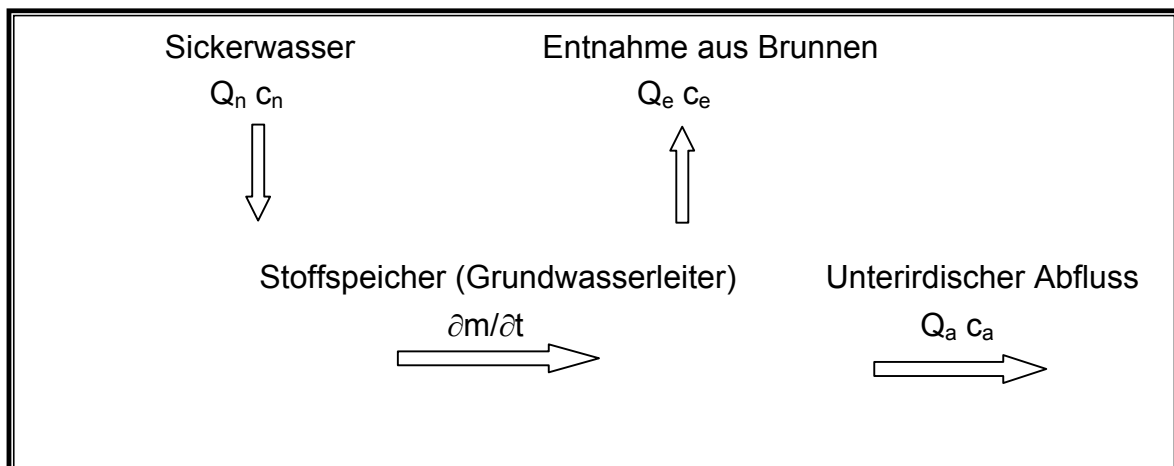 Sickerwasser
Entnahme aus Brunnen
Qₙ cₙ
Qₑ cₑ
Stoffspeicher (Grundwasserleiter)
Unterirdischer Abfluss
∂m/∂t
Qₐ cₐ